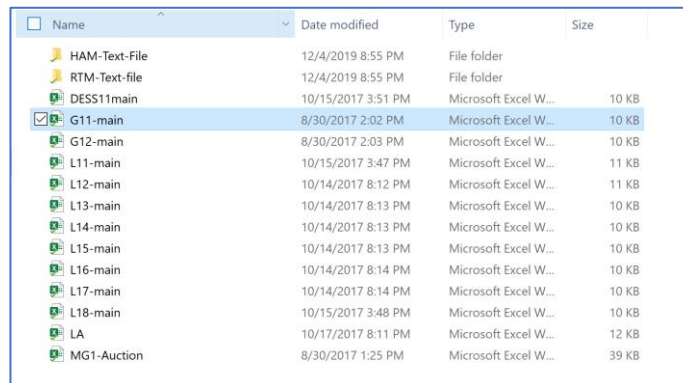 Name Date modified Type Size
HAM-Text-File 12/4/2019 8:55 PM File folder
RTM-Text-file 12/4/2019 8:55 PM File folder
DESS11main 10/15/2017 3:51 PM Microsoft Excel W... 10 KB
G11-main 8/30/2017 2:02 PM Microsoft Excel W... 10 KB
G12-main 8/30/2017 2:03 PM Microsoft Excel W... 10 KB
L11-main 10/15/2017 3:47 PM Microsoft Excel W... 11 KB
L12-main 10/14/2017 8:12 PM Microsoft Excel W... 11 KB
L13-main 10/14/2017 8:13 PM Microsoft Excel W... 10 KB
L14-main 10/14/2017 8:13 PM Microsoft Excel W... 10 KB
L15-main 10/14/2017 8:13 PM Microsoft Excel W... 10 KB
L16-main 10/14/2017 8:14 PM Microsoft Excel W... 10 KB
L17-main 10/14/2017 8:14 PM Microsoft Excel W... 10 KB
L18-main 10/15/2017 3:48 PM Microsoft Excel W... 10 KB
LA 10/17/2017 8:11 PM Microsoft Excel W... 12 KB
MG1-Auction 8/30/2017 1:25 PM Microsoft Excel W... 39 KB